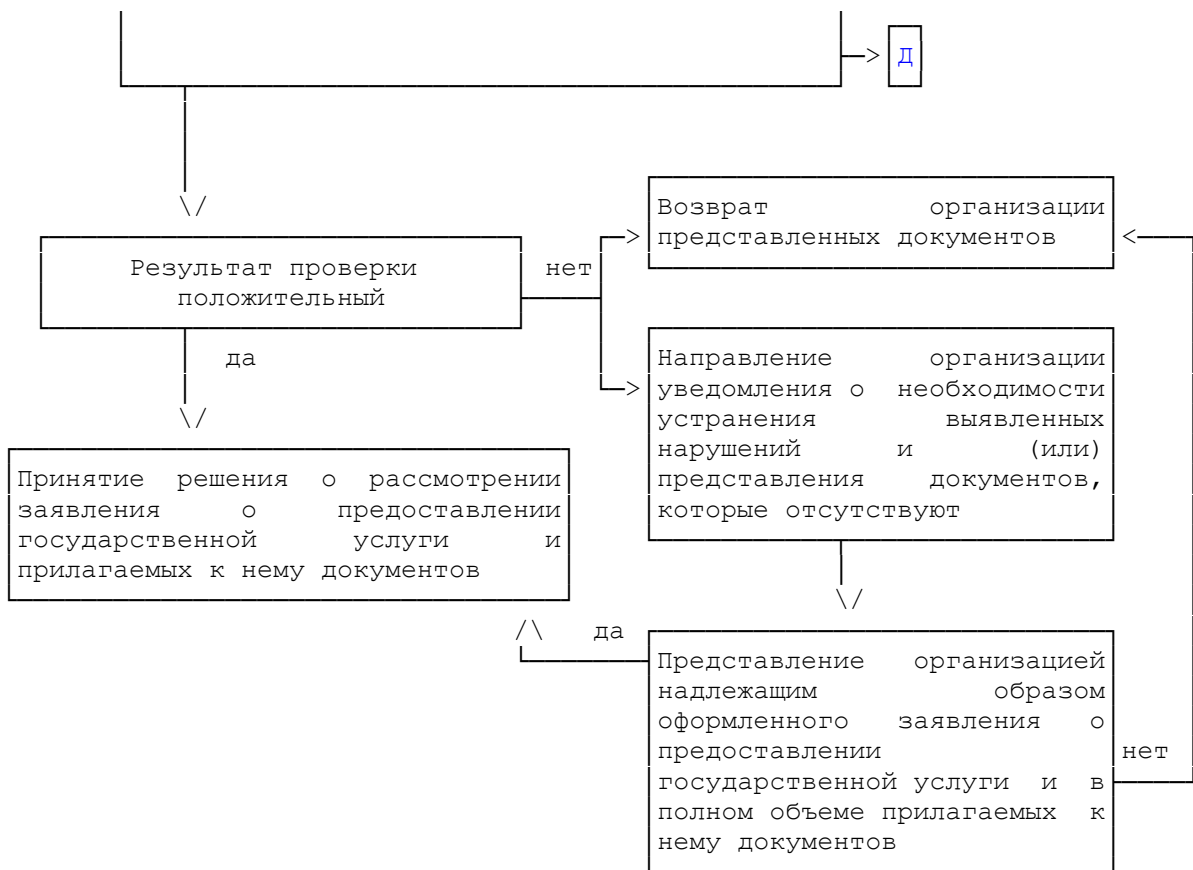 Д
Возврат организации
представленных документов
Результат проверки
положительный
нет
да
Направление организации
уведомления о необходимости
устранения выявленных
нарушений и (или)
представления документов,
которые отсутствуют
Принятие решения о рассмотрении
заявления о предоставлении
государственной услуги и
прилагаемых к нему документов
да
Представление организацией
надлежащим образом
оформленного заявления о
предоставлении
государственной услуги и в
полном объеме прилагаемых к
нему документов
нет